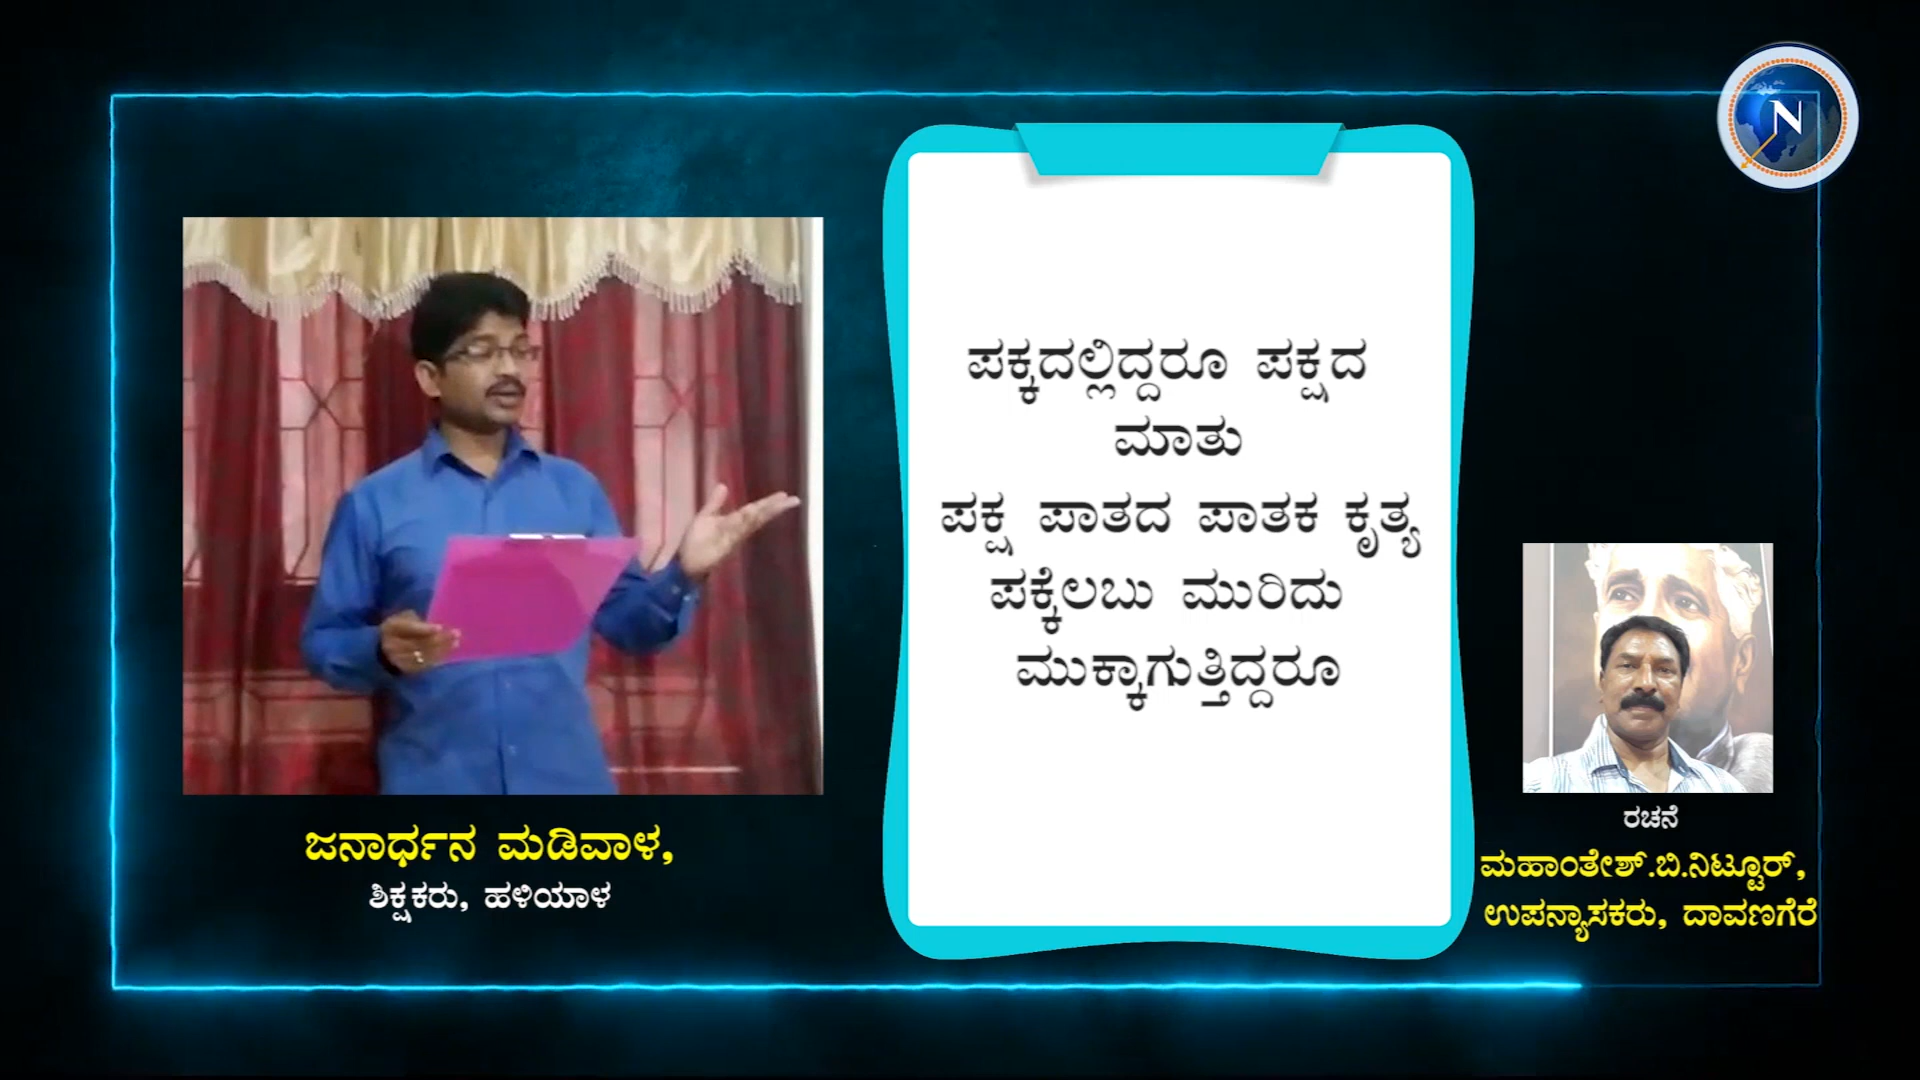 N
ಪಕ್ಕದಲ್ಲಿದ್ದರೂ ಪಕ್ಷದ
ಮಾತು
ಪಕ್ಷ ಪಾತದ ಪಾತಕ ಕೃತ್ಯ
ಪಕ್ಕೆಲಬು ಮುರಿದು
ಮುಕ್ಕಾಗುತ್ತಿದ್ದರೂ
ಜನಾರ್ಧನ ಮಡಿವಾಳ,
ಶಿಕ್ಷಕರು, ಹಳಿಯಾಳ
ರಚನೆ
ಮಹಾಂತೇಶ್.ಬಿ.ನಿಟ್ಟೂರ್,
ಉಪನ್ಯಾಸಕರು, ದಾವಣಗೆರೆ